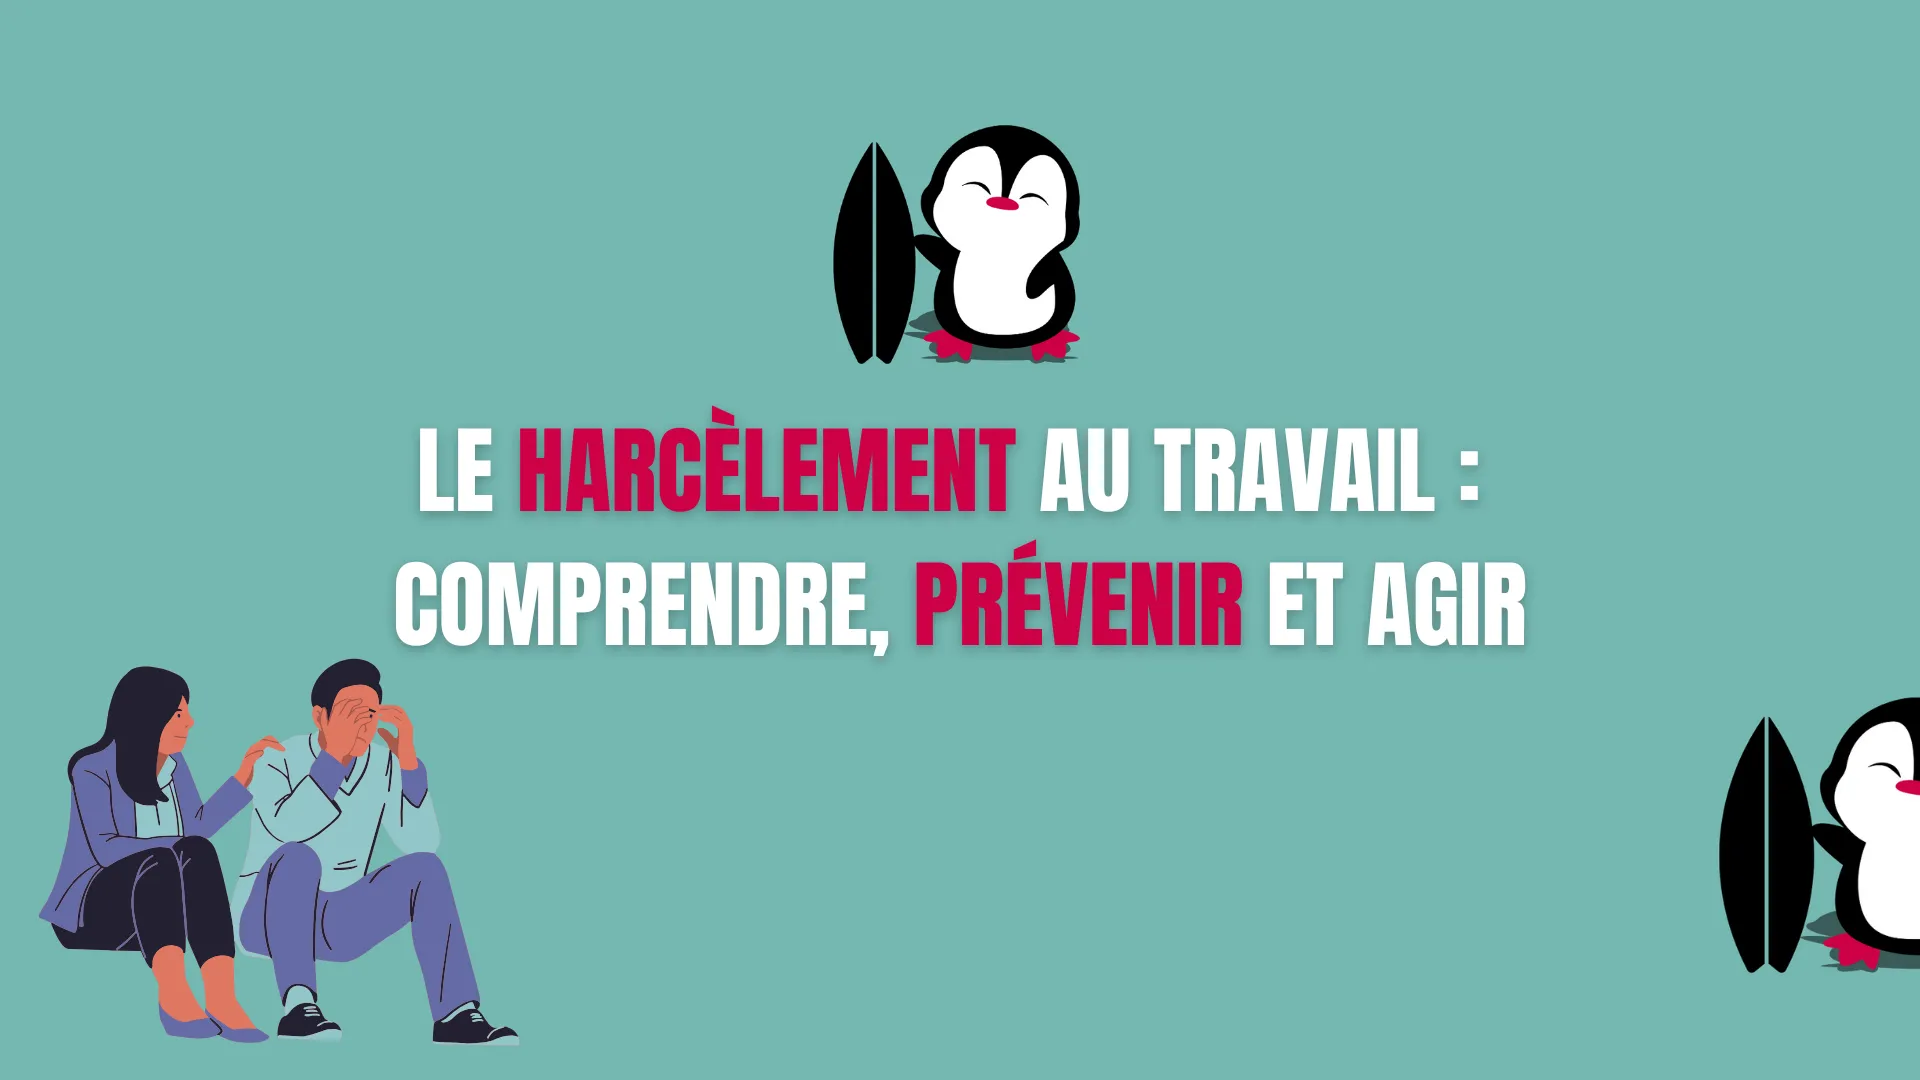 LE HARCÈLEMENT AU TRAVAIL :
COMPRENDRE, PRÉVENIR ET AGIR